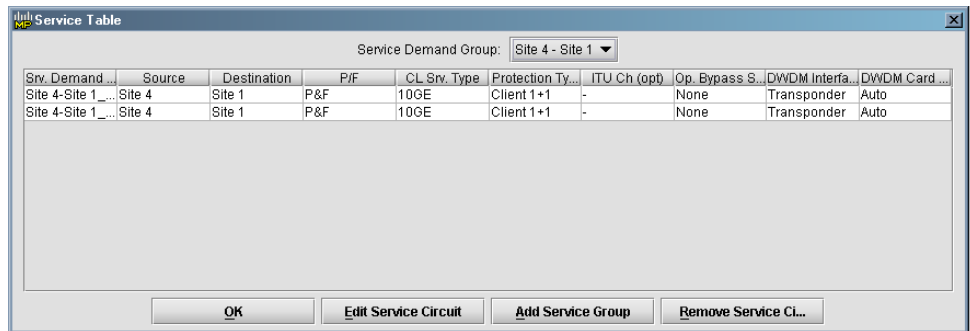 MP Service Table
Service Demand Group: Site 4 - Site 1
Srv. Demand ... Source Destination P/F CL Srv. Type Protection Ty... ITU Ch (opt) Op. Bypass S... DWDM Interfa... DWDM Card ...
Site 4-Site 1_... Site 4 Site 1 P&F 10GE Client 1+1 - None Transponder Auto
Site 4-Site 1_... Site 4 Site 1 P&F 10GE Client 1+1 - None Transponder Auto
OK Edit Service Circuit Add Service Group Remove Service Ci...